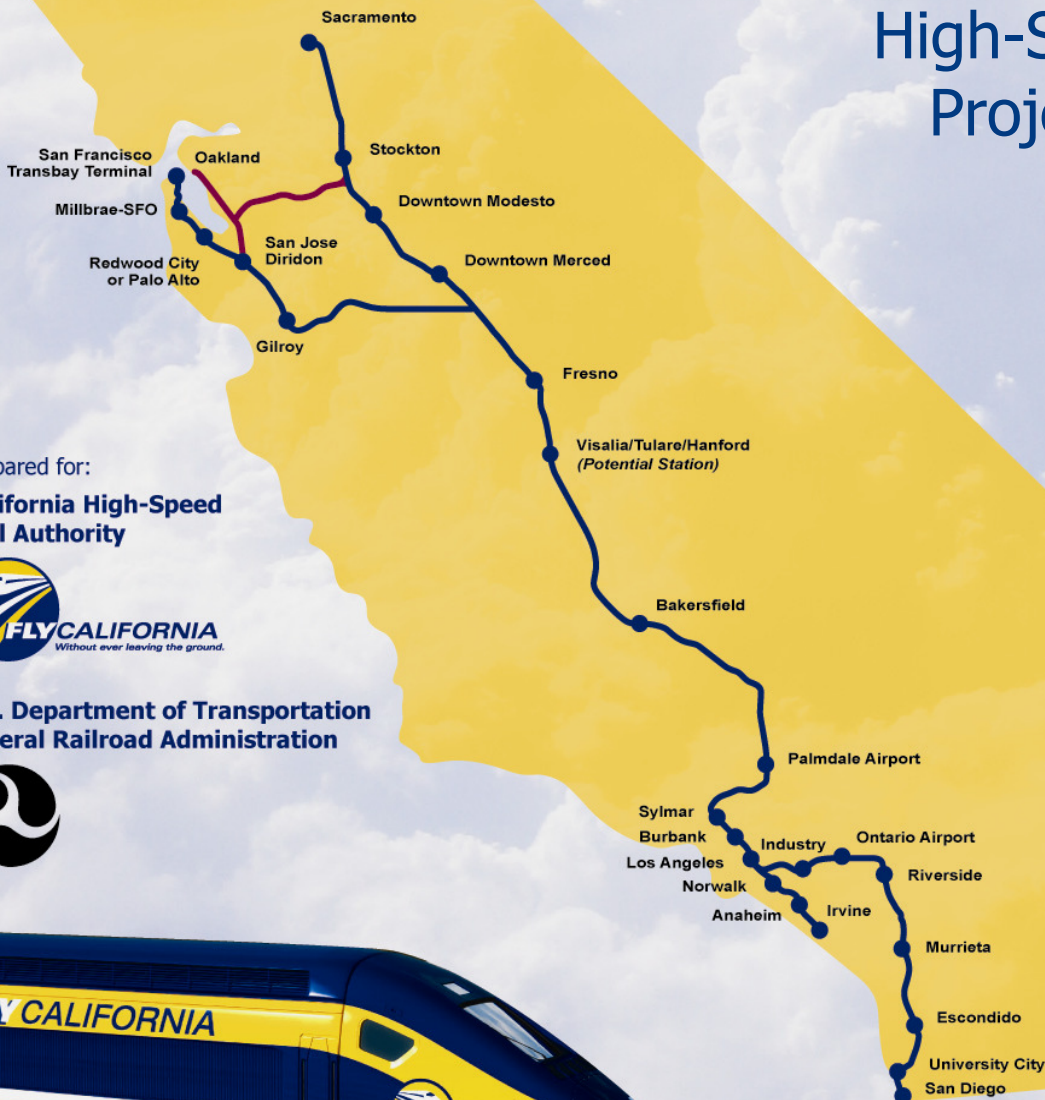 High-S
Proje
Sacramento
Stockton
San Francisco
Transbay Terminal
Oakland
Downtown Modesto
Millbrae-SFO
San Jose
Diridon
Redwood City
or Palo Alto
Downtown Merced
Gilroy
Fresno
Visalia/Tulare/Hanford
(Potential Station)
pared for:
ifornia High-Speed
l Authority
FLYCALIFORNIA
Without ever leaving the ground.
Bakersfield
. Department of Transportation
eral Railroad Administration
Palmdale Airport
Sylmar
Burbank
Industry
Ontario Airport
Los Angeles
Riverside
Norwalk
Anaheim
Irvine
Murrieta
Y CALIFORNIA
Escondido
University City
San Diego